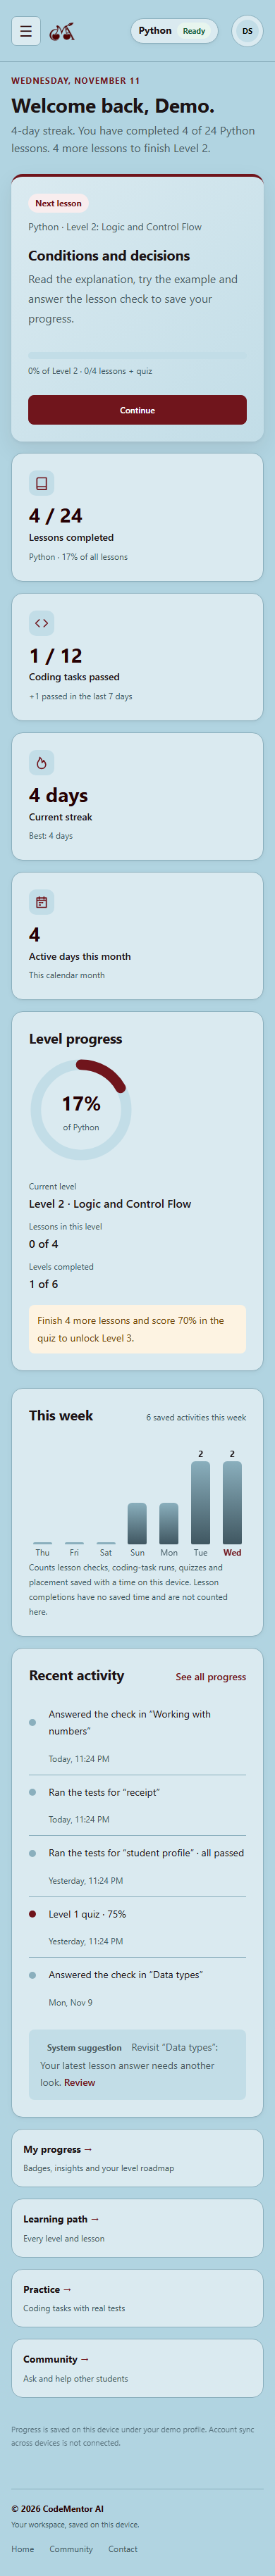 Python Ready DS
WEDNESDAY, NOVEMBER 11
Welcome back, Demo.
4-day streak. You have completed 4 of 24 Python
lessons. 4 more lessons to finish Level 2.
Next lesson
Python · Level 2: Logic and Control Flow
Conditions and decisions
Read the explanation, try the example and
answer the lesson check to save your
progress.
0% of Level 2 · 0/4 lessons + quiz
Continue
4 / 24
Lessons completed
Python · 17% of all lessons
1 / 12
Coding tasks passed
+1 passed in the last 7 days
4 days
Current streak
Best: 4 days
4
Active days this month
This calendar month
Level progress
17%
of Python
Current level
Level 2 · Logic and Control Flow
Lessons in this level
0 of 4
Levels completed
1 of 6
Finish 4 more lessons and score 70% in the
quiz to unlock Level 3.
This week 6 saved activities this week
2 2
Thu Fri Sat Sun Mon Tue Wed
Counts lesson checks, coding-task runs, quizzes and
placement saved with a time on this device. Lesson
completions have no saved time and are not counted
here.
Recent activity See all progress
Answered the check in “Working with
numbers”
Today, 11:24 PM
Ran the tests for “receipt”
Today, 11:24 PM
Ran the tests for “student profile” · all passed
Yesterday, 11:24 PM
Level 1 quiz · 75%
Yesterday, 11:24 PM
Answered the check in “Data types”
Mon, Nov 9
System suggestion Revisit “Data types”:
Your latest lesson answer needs another
look. Review
My progress →
Badges, insights and your level roadmap
Learning path →
Every level and lesson
Practice →
Coding tasks with real tests
Community →
Ask and help other students
Progress is saved on this device under your demo profile. Account sync
across devices is not connected.
© 2026 CodeMentor AI
Your workspace, saved on this device.
Home Community Contact